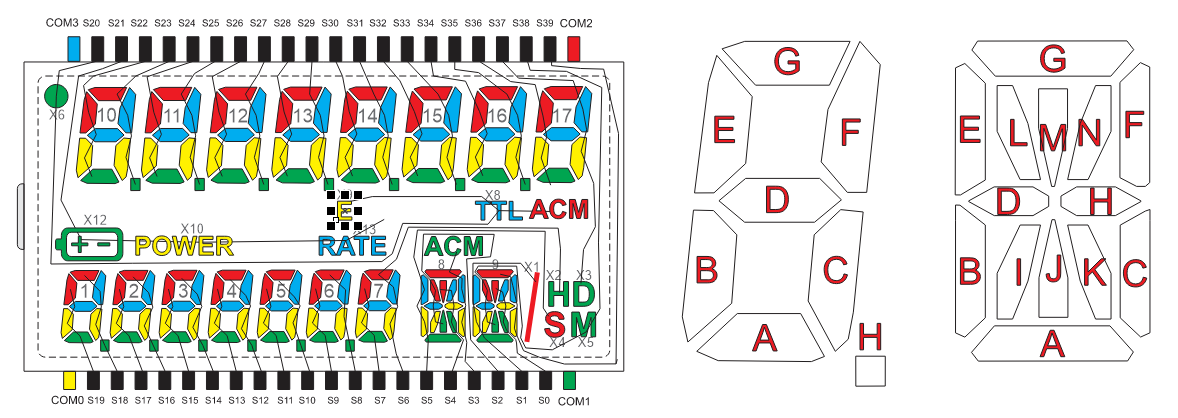 COM3 S20 S21 S22 S23 S24 S25 S26 S27 S28 S29 S30 S31 S32 S33 S34 S35 S36 S37 S38 S39 COM2
X6 10 11 12 13 14 15 16 17
E X8
TTL ACM
X12 X10 X13
+ - POWER RATE ACM
1 2 3 4 5 6 7 8 9 X1 X2 X3
HD
SM
X4 X5
COM0 S19 S18 S17 S16 S15 S14 S13 S12 S11 S10 S9 S8 S7 S6 S5 S4 S3 S2 S1 S0 COM1
G
E F
D
B C
A H
G
E L M N F
D H
B I J K C
A